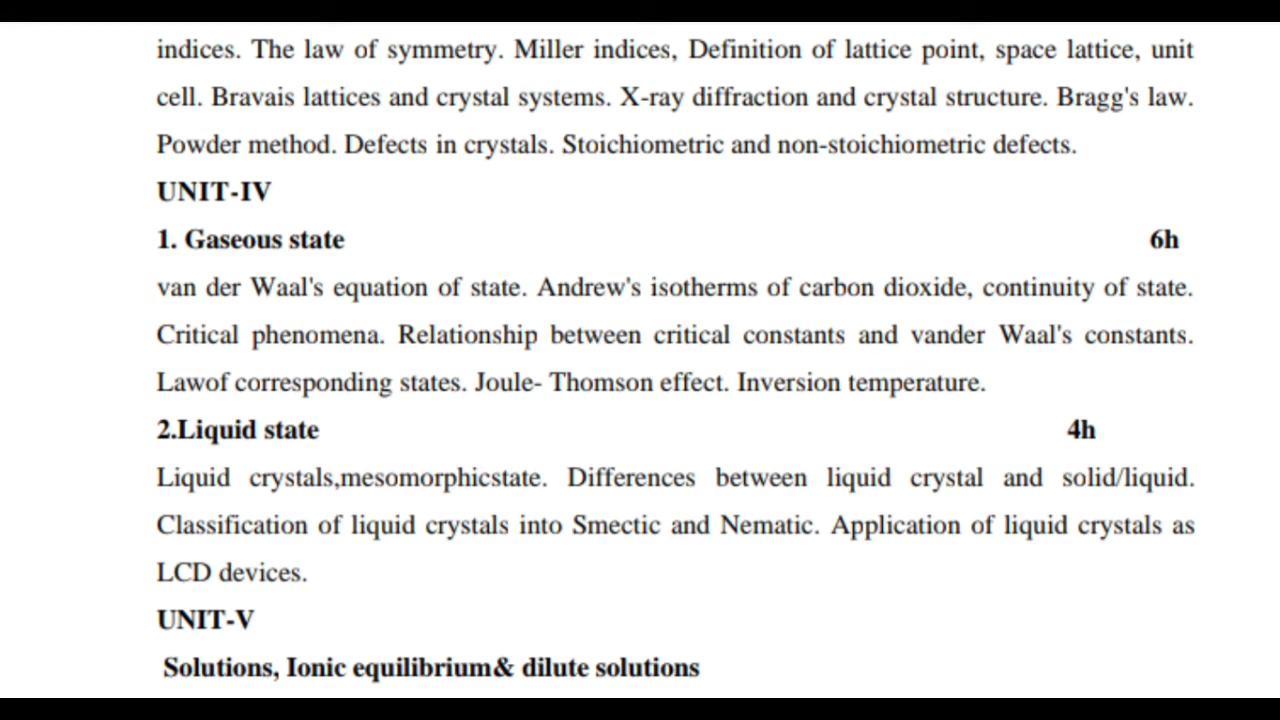 indices. The law of symmetry. Miller indices, Definition of lattice point, space lattice, unit
cell. Bravais lattices and crystal systems. X-ray diffraction and crystal structure. Bragg's law.
Powder method. Defects in crystals. Stoichiometric and non-stoichiometric defects.
UNIT-IV
1. Gaseous state 6h
van der Waal's equation of state. Andrew's isotherms of carbon dioxide, continuity of state.
Critical phenomena. Relationship between critical constants and vander Waal's constants.
Lawof corresponding states. Joule- Thomson effect. Inversion temperature.
2.Liquid state 4h
Liquid crystals,mesomorphicstate. Differences between liquid crystal and solid/liquid.
Classification of liquid crystals into Smectic and Nematic. Application of liquid crystals as
LCD devices.
UNIT-V
Solutions, Ionic equilibrium& dilute solutions